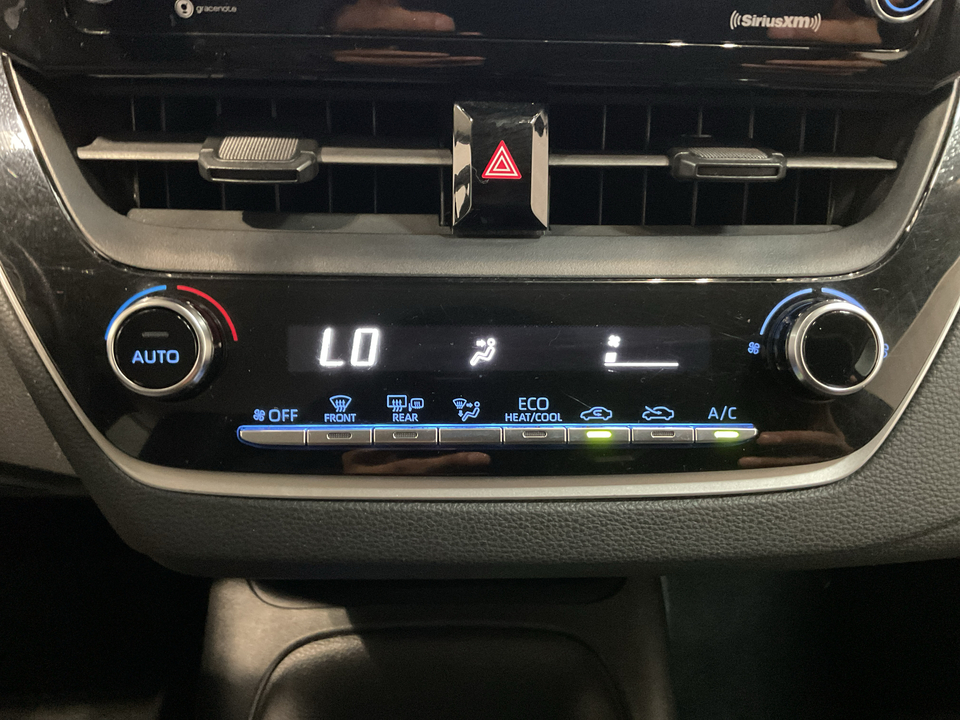 gracenote
SiriusXM
AUTO
LO
OFF
FRONT
REAR
ECO
HEAT/COOL
A/C